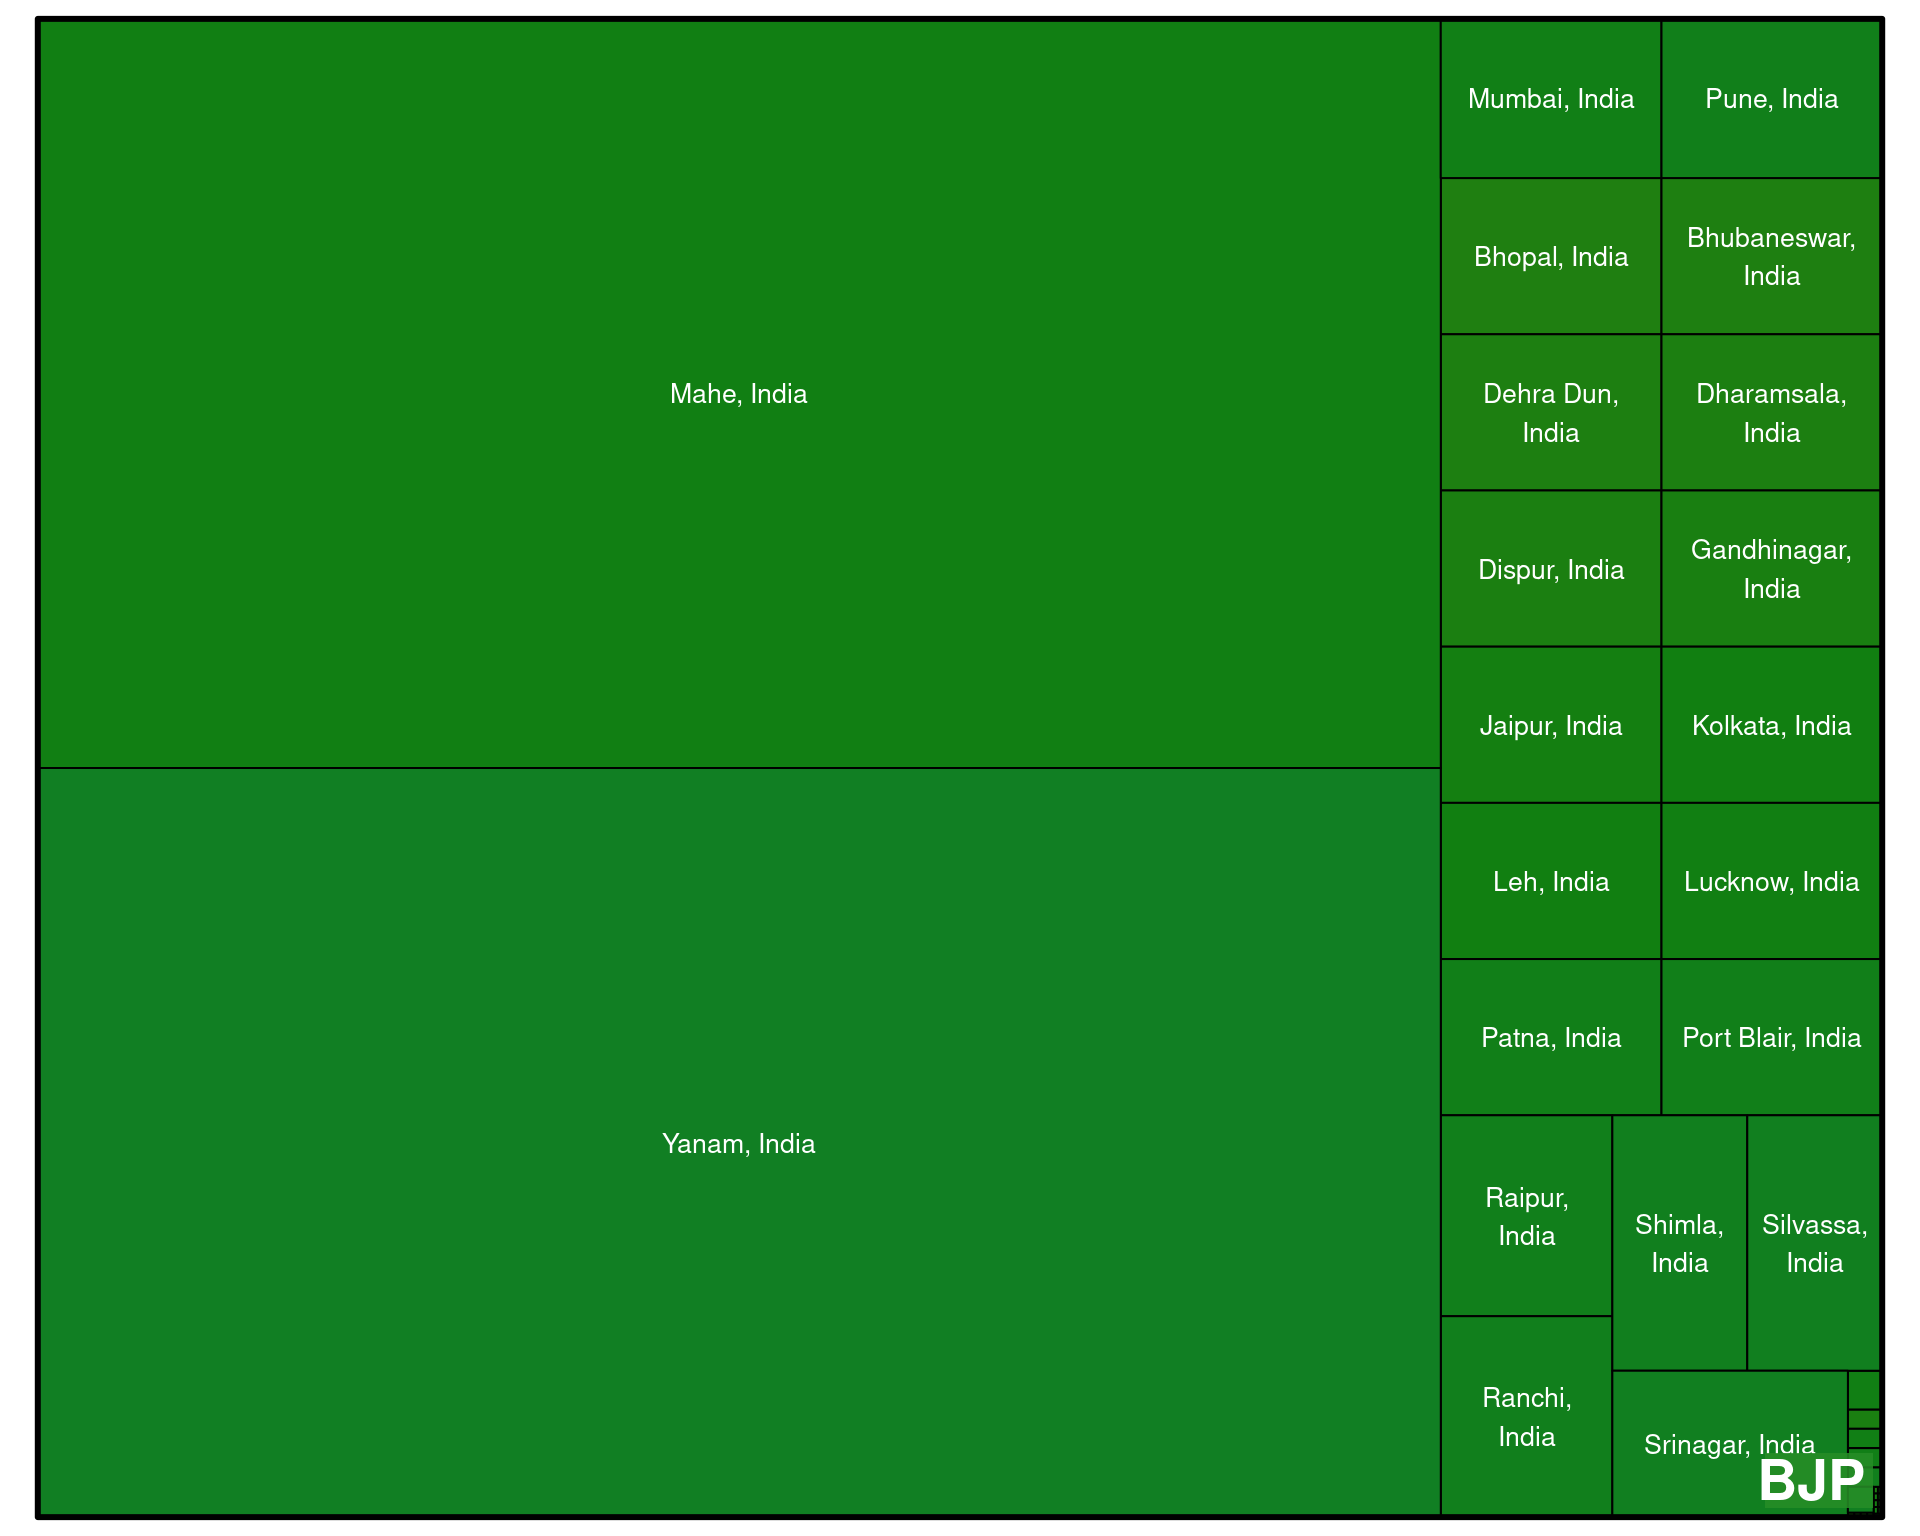 Mahe, India
Yanam, India
Mumbai, India
Pune, India
Bhopal, India
Bhubaneswar,
India
Dehra Dun,
India
Dharamsala,
India
Dispur, India
Gandhinagar,
India
Jaipur, India
Kolkata, India
Leh, India
Lucknow, India
Patna, India
Port Blair, India
Raipur,
India
Shimla,
India
Silvassa,
India
Ranchi,
India
Srinagar, India
BJP